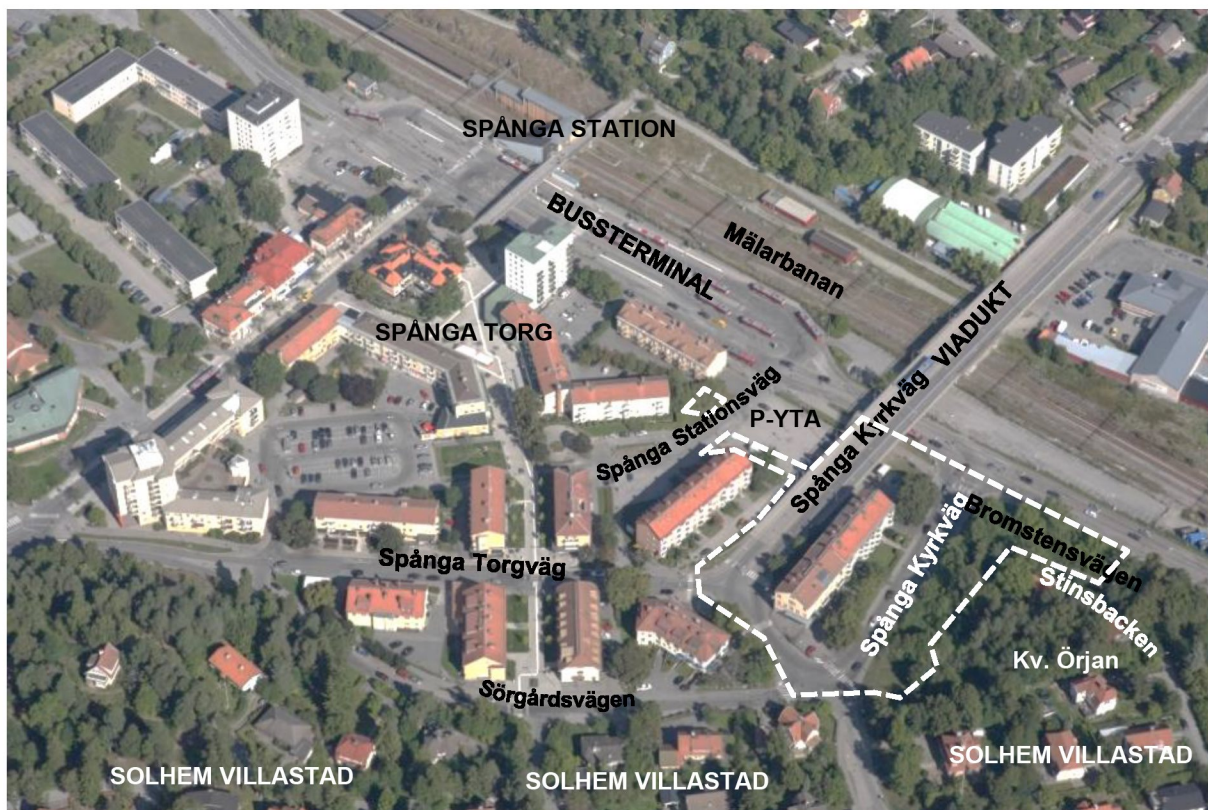 SPÅNGA STATION
BUSSTERMINAL
Mälarbanan
SPÅNGA TORG
Spånga Kyrkväg VIADUKT
Spånga Stationsväg
P-YTA
Bromstensvägen
Spånga Kyrkväg
Stinsbacken
Spånga Torgväg
Kv. Örjan
Sörgårdsvägen
SOLHEM VILLASTAD
SOLHEM VILLASTAD
SOLHEM VILLASTAD